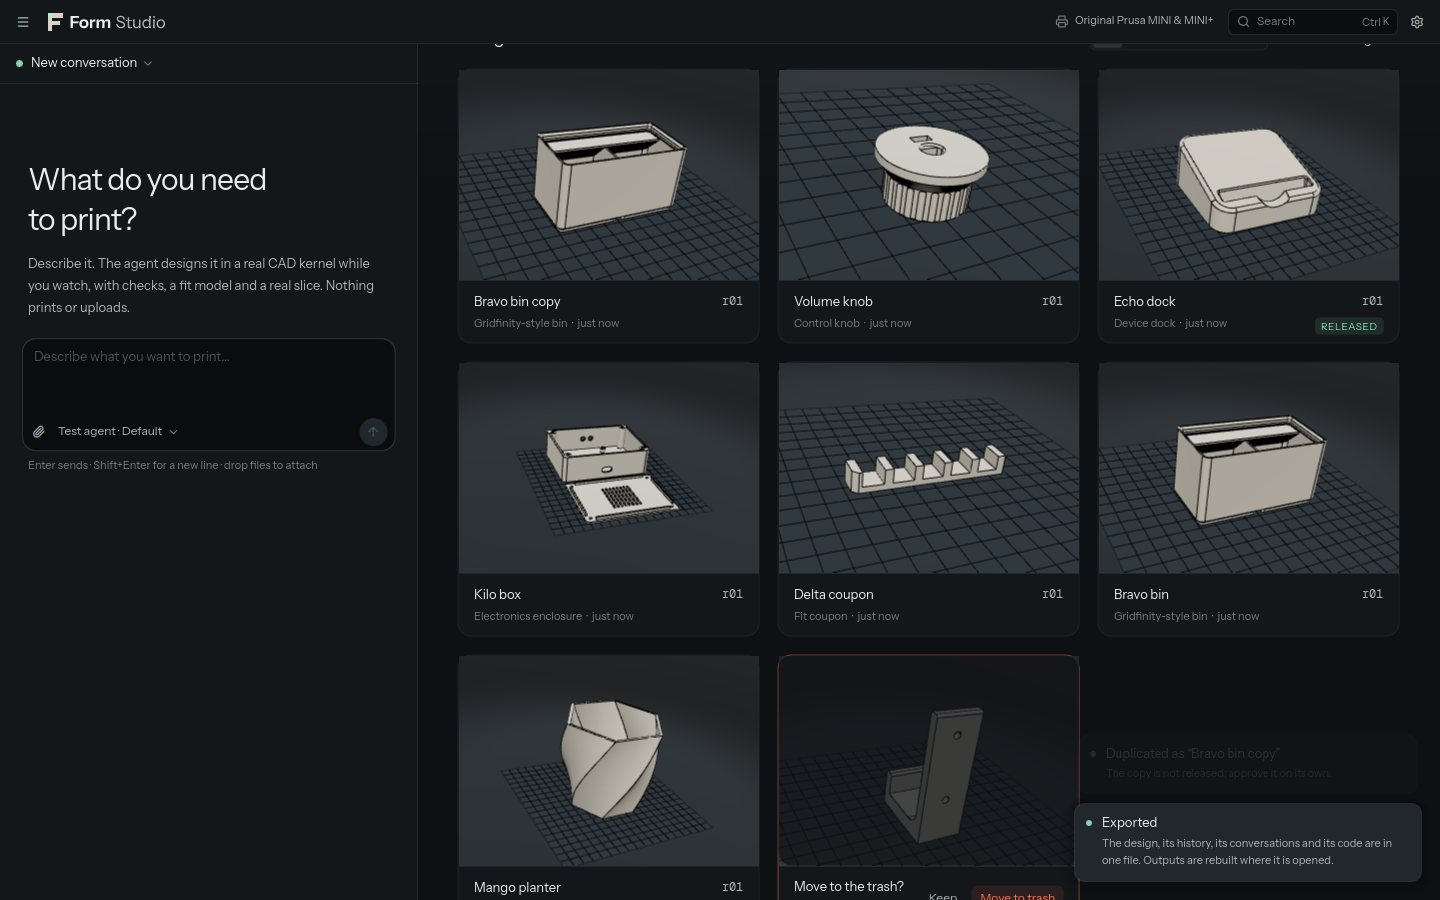 Form Studio
Original Prusa MINI & MINI+
Search
Ctrl K
New conversation
What do you need
to print?
Describe it. The agent designs it in a real CAD kernel while
you watch, with checks, a fit model and a real slice. Nothing
prints or uploads.
Describe what you want to print...
Test agent · Default
Enter sends · Shift+Enter for a new line · drop files to attach
Bravo bin copy
r01
Gridfinity-style bin · just now
Volume knob
r01
Control knob · just now
Echo dock
r01
Device dock · just now
RELEASED
Kilo box
r01
Electronics enclosure · just now
Delta coupon
r01
Fit coupon · just now
Bravo bin
r01
Gridfinity-style bin · just now
Mango planter
r01
Move to the trash?
Keep
Move to trash
Duplicated as "Bravo bin copy"
The copy is not released; approve it on its own.
Exported
The design, its history, its conversations and its code are in
one file. Outputs are rebuilt where it is opened.